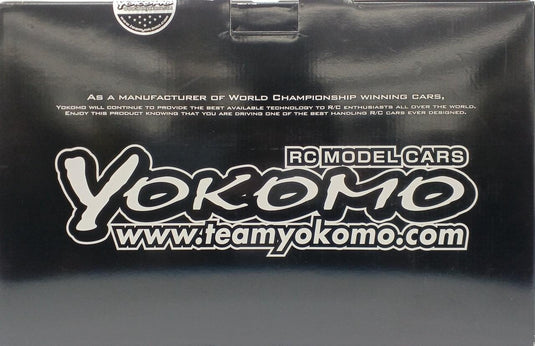 AS A MANUFACTURER OF WORLD CHAMPIONSHIP WINNING CARS,
YOKOMO WILL CONTINUE TO PROVIDE THE BEST AVAILABLE TECHNOLOGY TO R/C ENTHUSIASTS ALL OVER THE WORLD.
ENJOY THIS PRODUCT KNOWING THAT YOU ARE DRIVING ONE OF THE BEST HANDLING R/C CARS EVER DESIGNED.
RC MODEL CARS
YOKOMO
www.teamyokomo.com